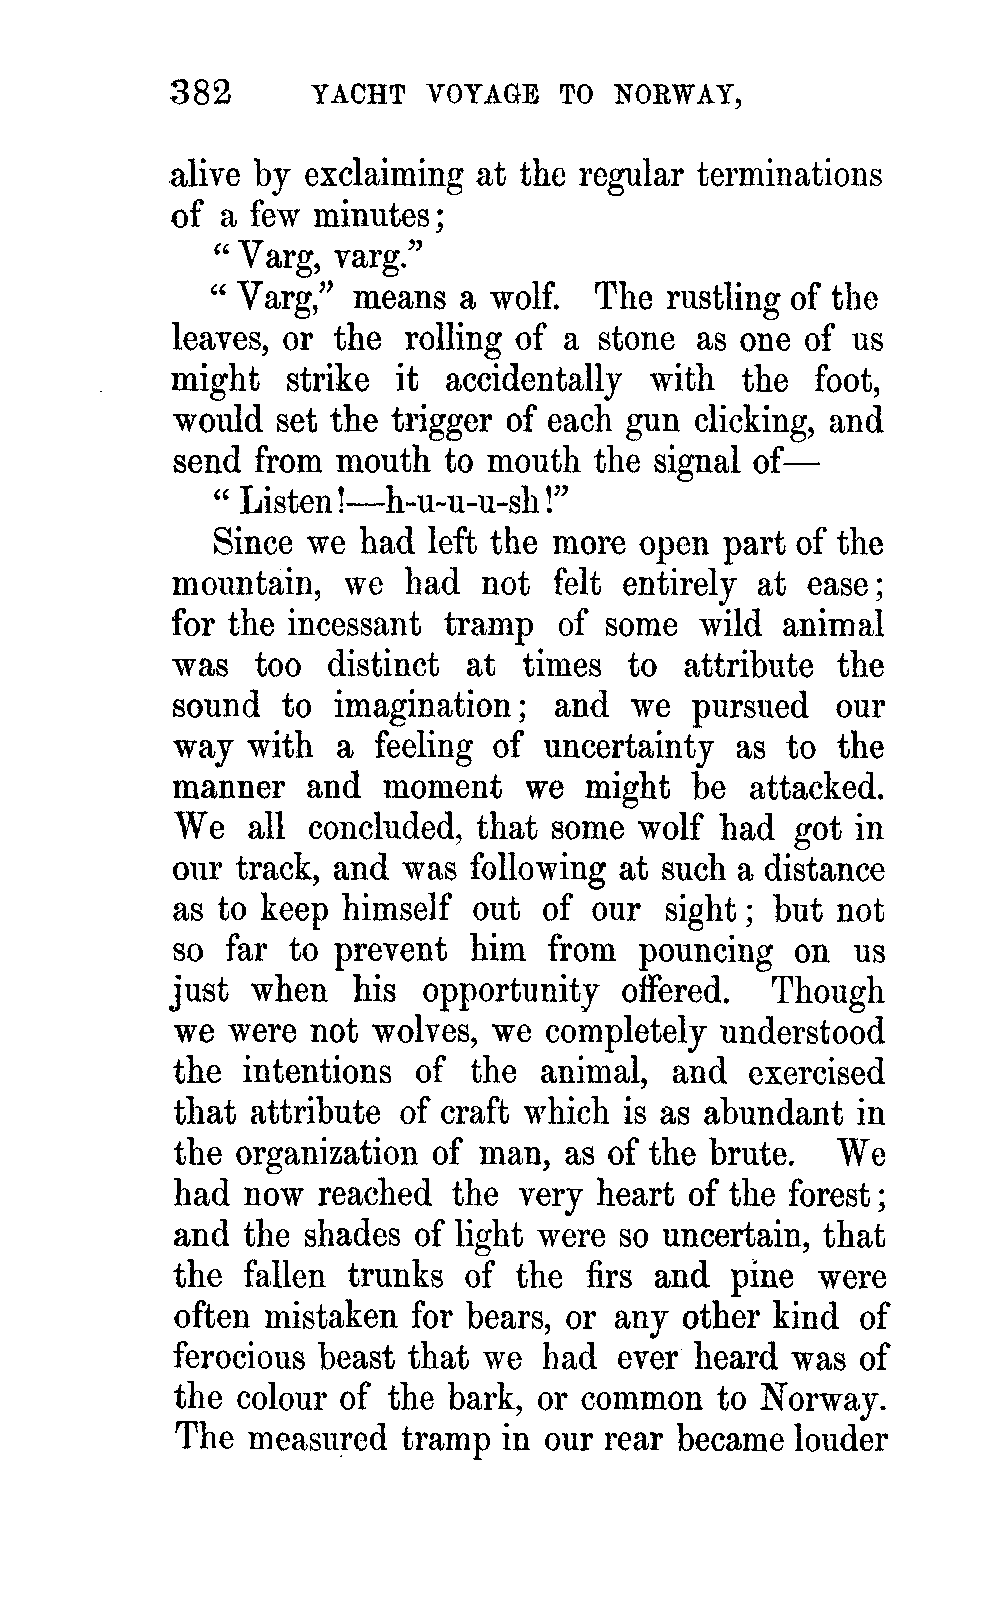 382 YACHT VOYAGE TO NORWAY,
alive by exclaiming at the regular terminations
of a few minutes;
“Varg, varg.”
“Varg,” means a wolf. The rustling of the
leaves, or the rolling of a stone as one of us
might strike it accidentally with the foot,
would set the trigger of each gun clicking, and
send from mouth to mouth the signal of—
“Listen!—h-u-u-u-sh!”
Since we had left the more open part of the
mountain, we had not felt entirely at ease;
for the incessant tramp of some wild animal
was too distinct at times to attribute the
sound to imagination; and we pursued our
way with a feeling of uncertainty as to the
manner and moment we might be attacked.
We all concluded, that some wolf had got in
our track, and was following at such a distance
as to keep himself out of our sight; but not
so far to prevent him from pouncing on us
just when his opportunity offered. Though
we were not wolves, we completely understood
the intentions of the animal, and exercised
that attribute of craft which is as abundant in
the organization of man, as of the brute. We
had now reached the very heart of the forest;
and the shades of light were so uncertain, that
the fallen trunks of the firs and pine were
often mistaken for bears, or any other kind of
ferocious beast that we had ever heard was of
the colour of the bark, or common to Norway.
The measured tramp in our rear became louder